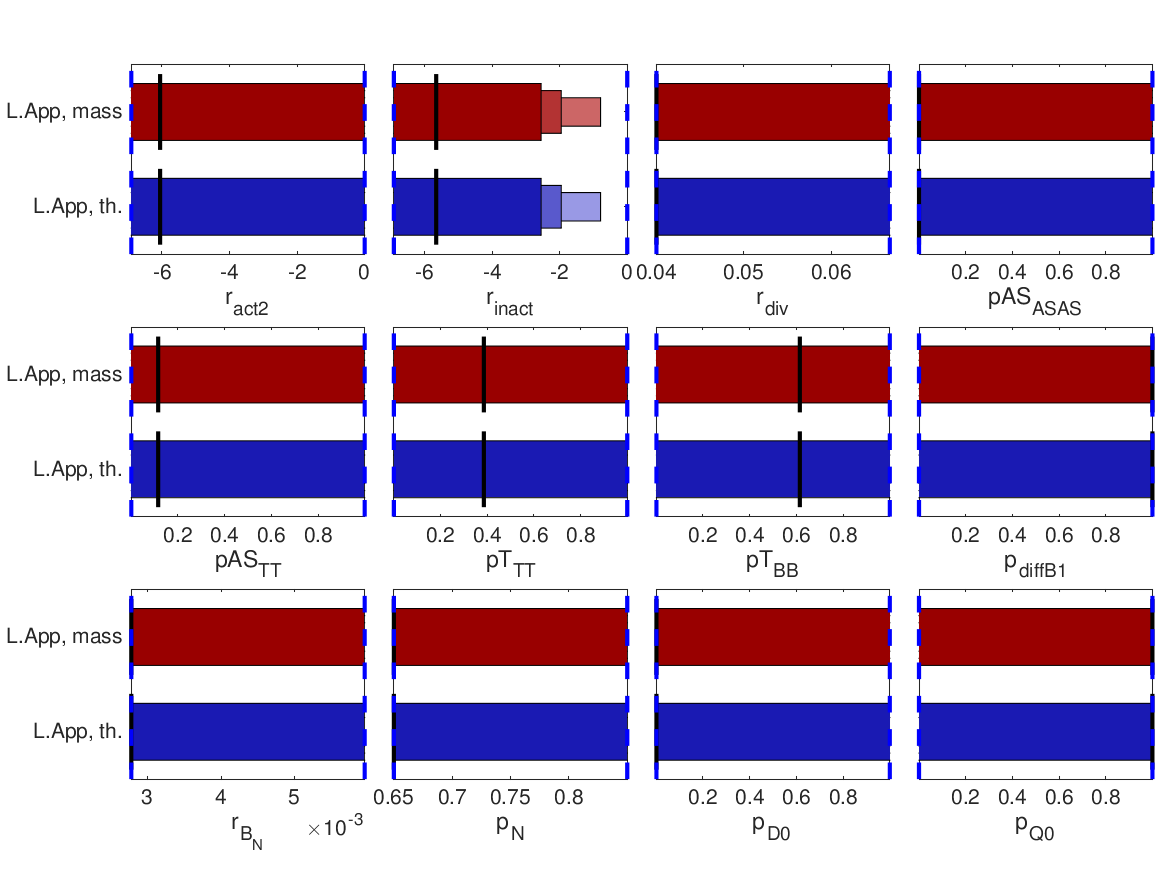 L.App, mass
L.App, th.
-6 -4 -2 0
r_act2
-6 -4 -2 0
r_inact
0.04 0.05 0.06
r_div
0.2 0.4 0.6 0.8
pAS_ASAS
L.App, mass
L.App, th.
0.2 0.4 0.6 0.8
pAS_TT
0.2 0.4 0.6 0.8
pT_TT
0.2 0.4 0.6 0.8
pT_BB
0.2 0.4 0.6 0.8
p_diffB1
L.App, mass
L.App, th.
3 4 5
×10^-3
r_B_N
0.65 0.7 0.75 0.8
p_N
0.2 0.4 0.6 0.8
p_D0
0.2 0.4 0.6 0.8
p_Q0